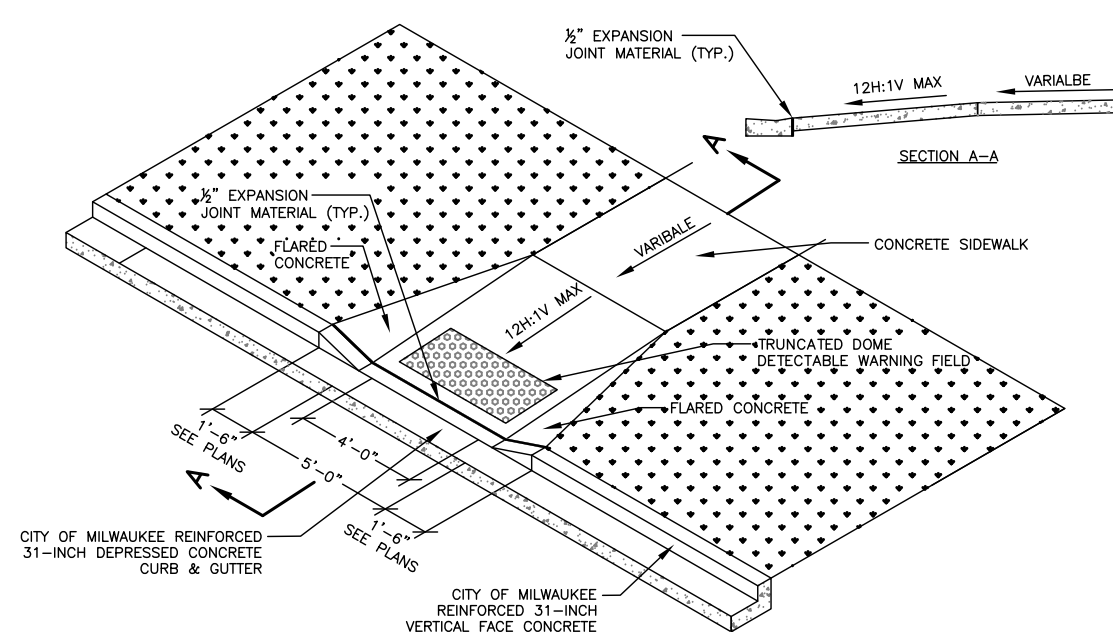 ½" EXPANSION
JOINT MATERIAL (TYP.)
12H:1V MAX
VARIALBE
SECTION A-A
A
½" EXPANSION
JOINT MATERIAL (TYP.)
FLARED
CONCRETE
VARIBALE
CONCRETE SIDEWALK
12H:1V MAX
TRUNCATED DOME
DETECTABLE WARNING FIELD
FLARED CONCRETE
1'-6"
SEE PLANS
4'-0"
5'-0"
A
1'-6"
SEE PLANS
CITY OF MILWAUKEE REINFORCED
31-INCH DEPRESSED CONCRETE
CURB & GUTTER
CITY OF MILWAUKEE
REINFORCED 31-INCH
VERTICAL FACE CONCRETE